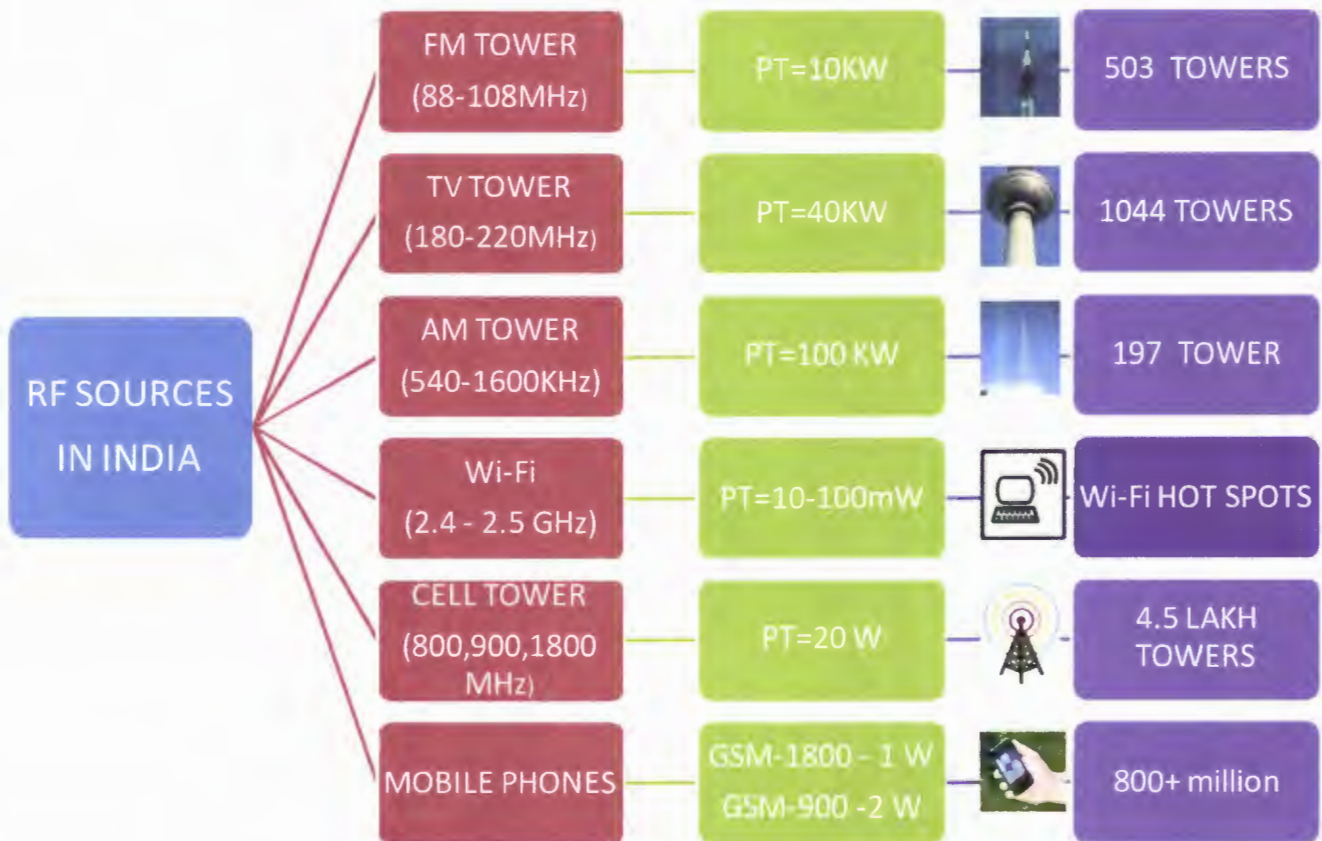 RF SOURCES
IN INDIA
FM TOWER
(88-108MHz)
PT=10KW
503 TOWERS
TV TOWER
(180-220MHz)
PT=40KW
1044 TOWERS
AM TOWER
(540-1600KHz)
PT=100 KW
197 TOWER
Wi-Fi
(2.4 - 2.5 GHz)
PT=10-100mW
Wi-Fi HOT SPOTS
CELL TOWER
(800,900,1800
MHz)
PT=20 W
4.5 LAKH
TOWERS
MOBILE PHONES
GSM-1800 - 1 W
GSM-900 -2 W
800+ million